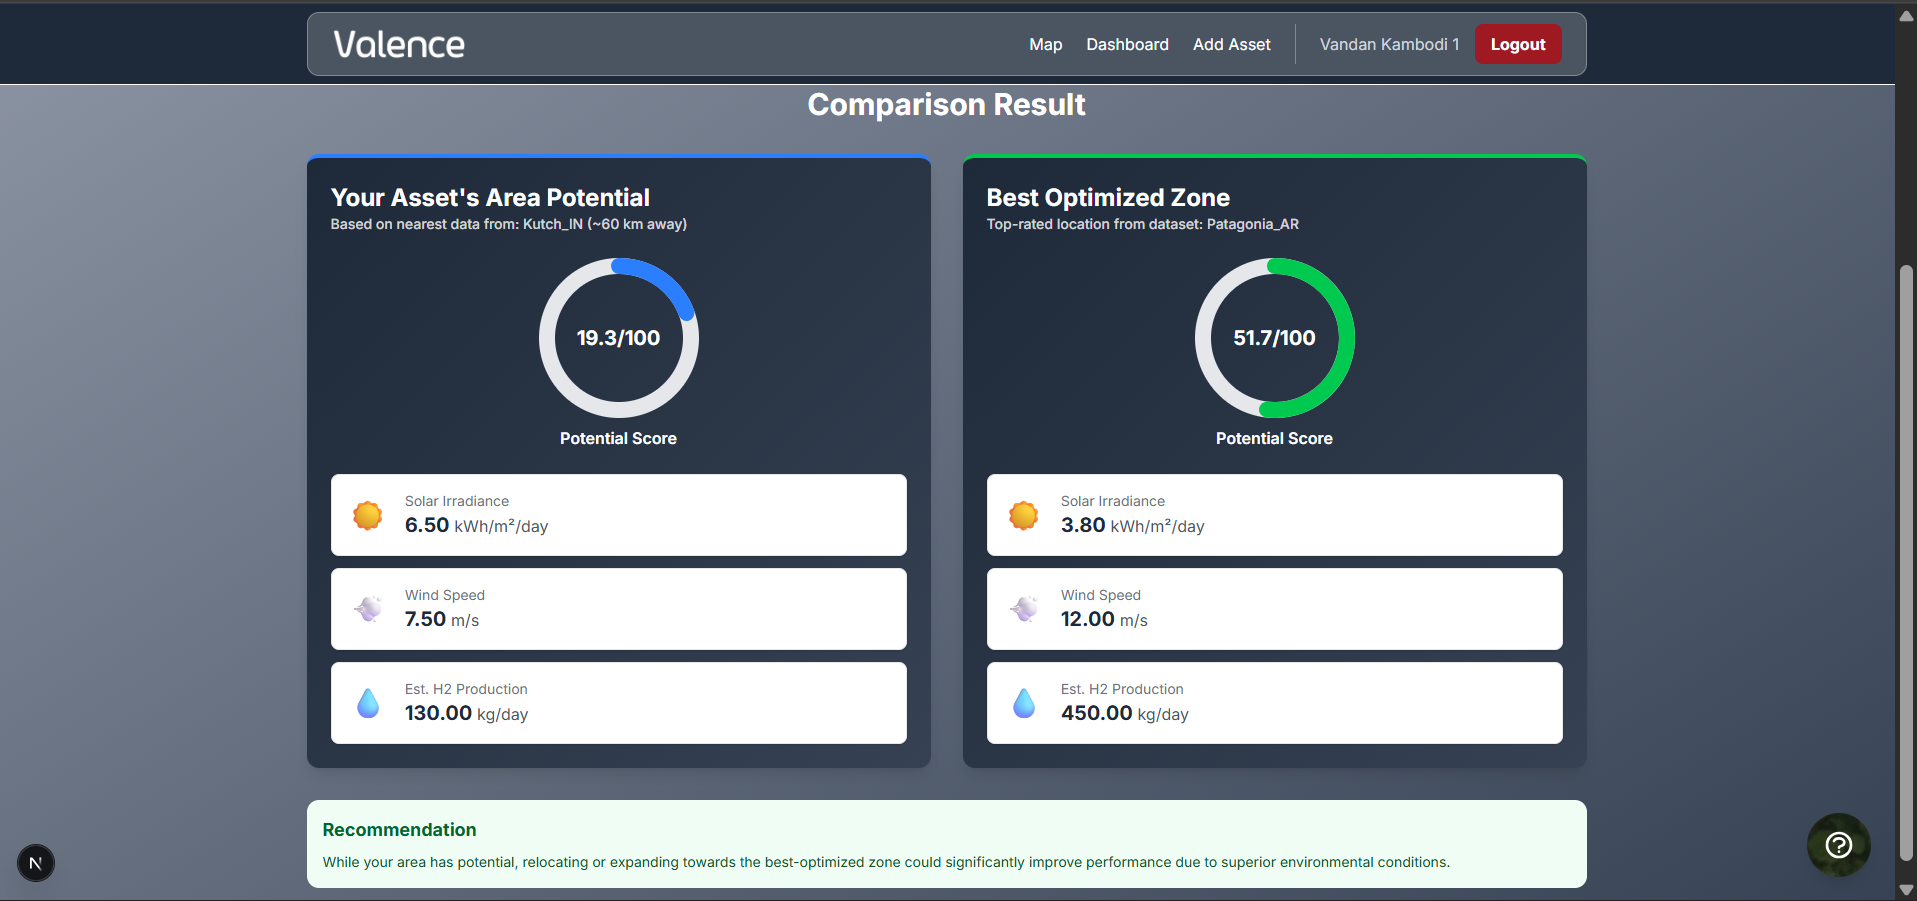 Valence
Map Dashboard Add Asset Vandan Kambodi 1 Logout
Comparison Result
Your Asset's Area Potential
Based on nearest data from: Kutch_IN (~60 km away)
19.3/100
Potential Score
Solar Irradiance
6.50 kWh/m²/day
Wind Speed
7.50 m/s
Est. H2 Production
130.00 kg/day
Best Optimized Zone
Top-rated location from dataset: Patagonia_AR
51.7/100
Potential Score
Solar Irradiance
3.80 kWh/m²/day
Wind Speed
12.00 m/s
Est. H2 Production
450.00 kg/day
Recommendation
While your area has potential, relocating or expanding towards the best-optimized zone could significantly improve performance due to superior environmental conditions.
N
?